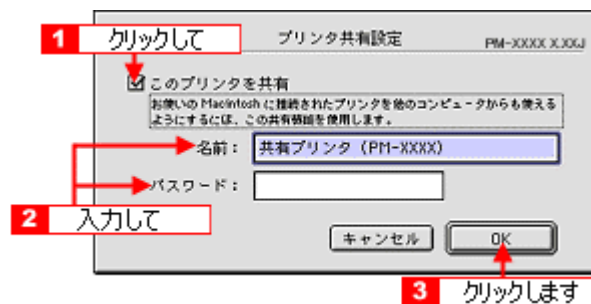 1 クリックして
プリンタ共有設定 PM-XXXX X.XXJ
このプリンタを共有
お使いの Macintosh に接続されたプリンタを他のコンピュータからも使える
ようにするには、この共有機能を使用します。
名前： 共有プリンタ (PM-XXXX)
パスワード：
2 入力して
キャンセル OK
3 クリックします